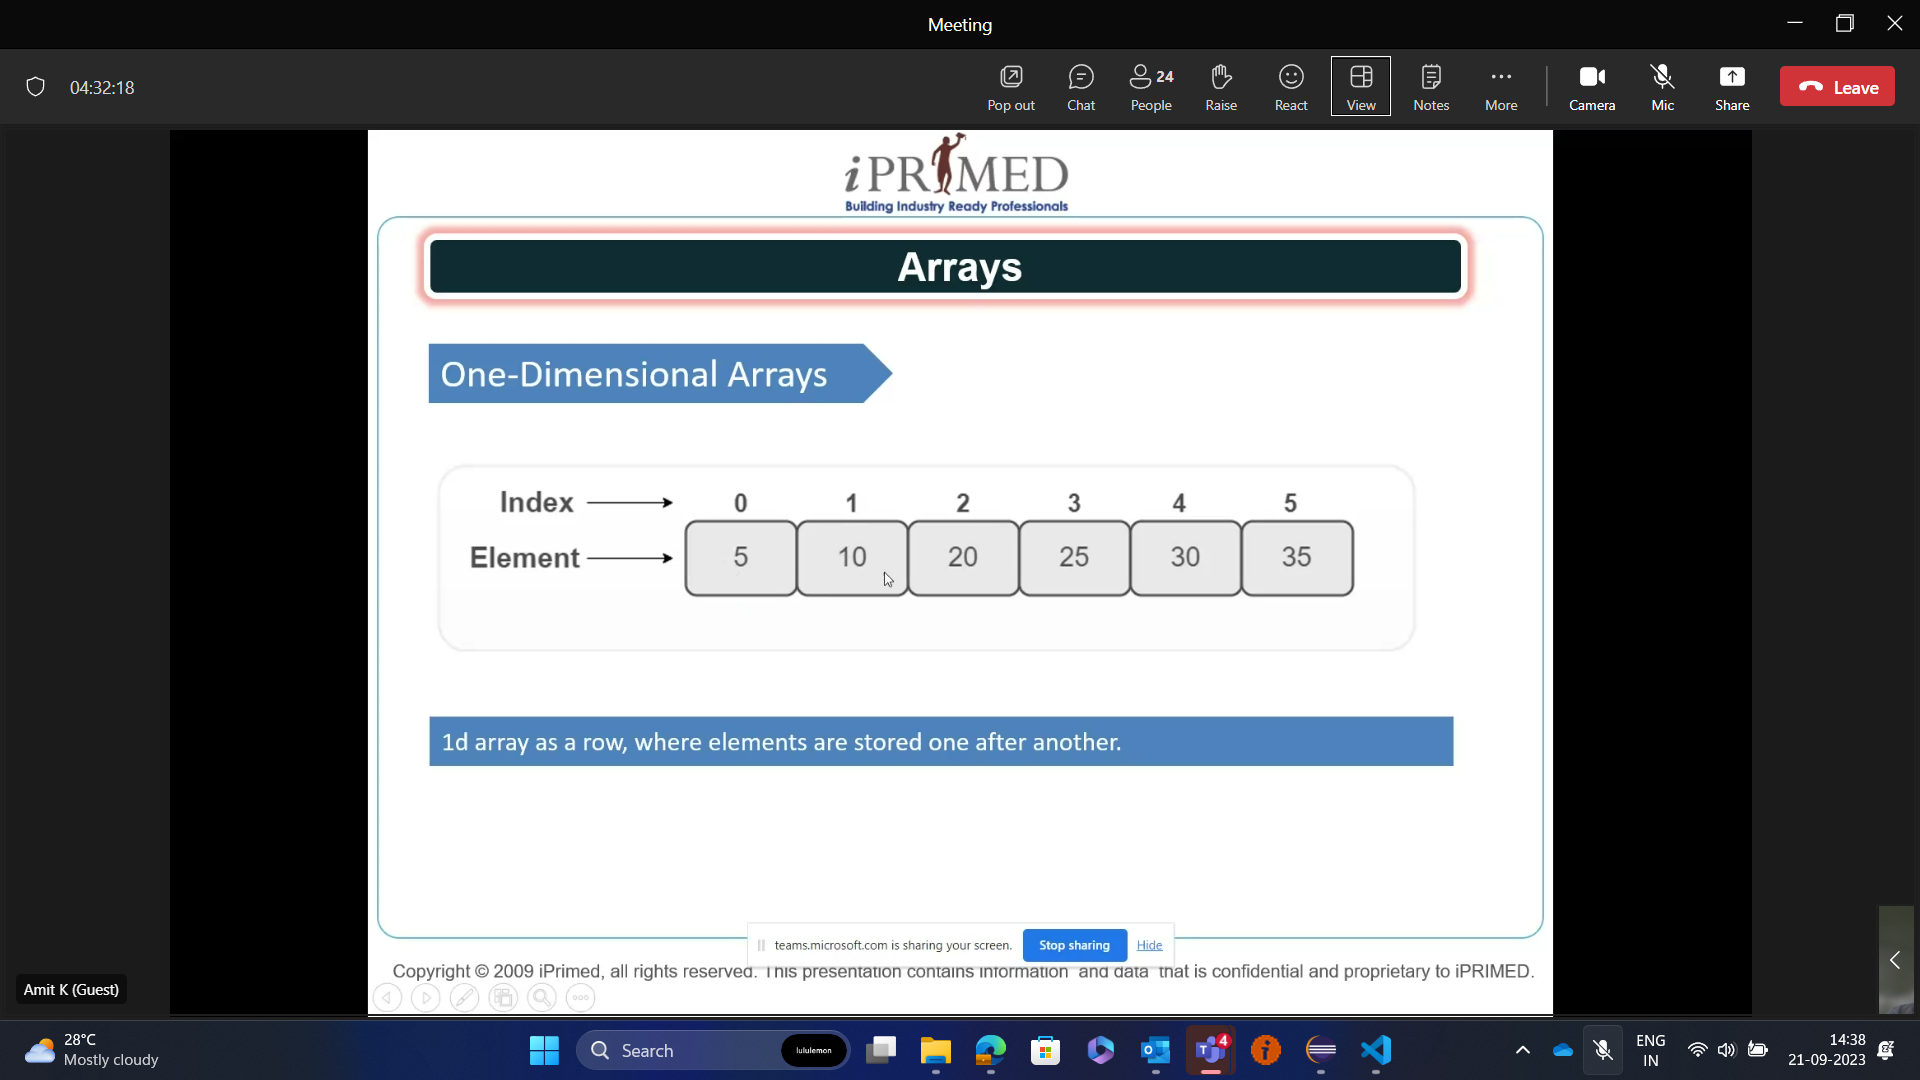 Meeting
04:32:18
Pop out
Chat
24
People
Raise
React
View
Notes
More
Camera
Mic
Share
Leave
iPRIMED
Building Industry Ready Professionals
Arrays
One-Dimensional Arrays
Index 0 1 2 3 4 5
Element 5 10 20 25 30 35
1d array as a row, where elements are stored one after another.
teams.microsoft.com is sharing your screen. Stop sharing Hide
Copyright © 2009 iPrimed, all rights reserved. This presentation contains information and data that is confidential and proprietary to iPRIMED.
Amit K (Guest)
28°C
Mostly cloudy
Search
lululemon
4
ENG
IN
14:38
21-09-2023